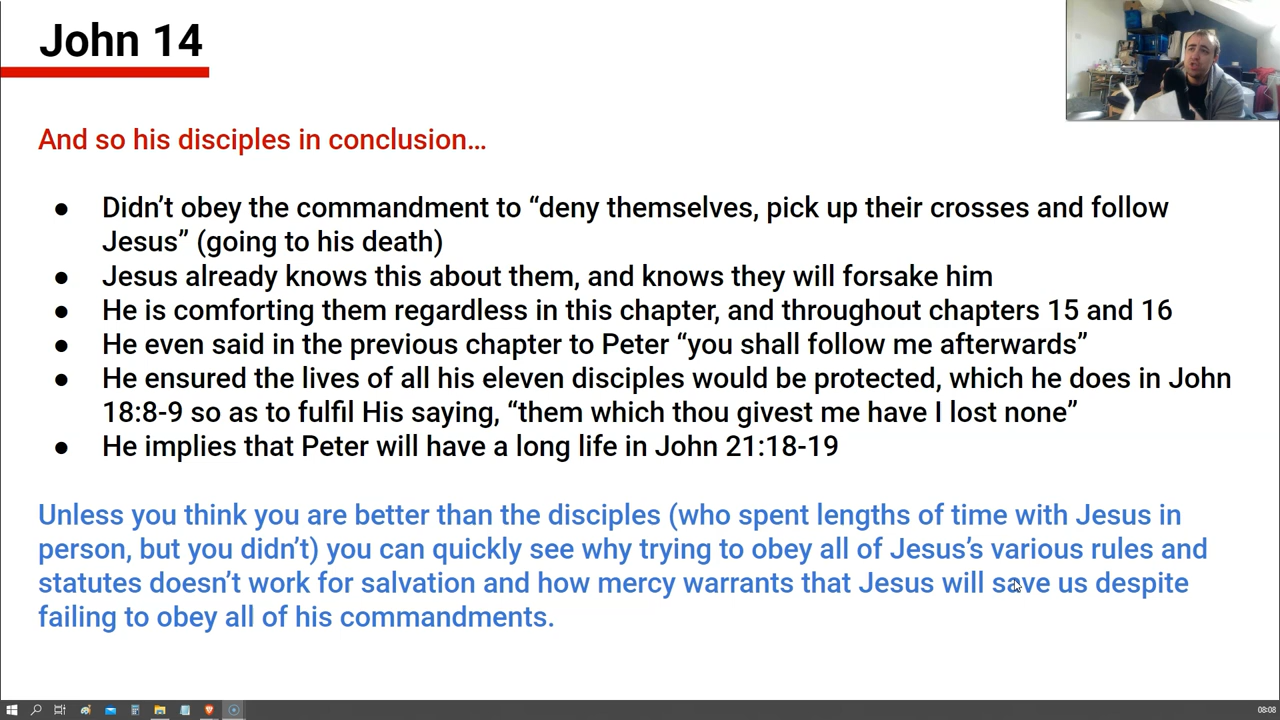 John 14
And so his disciples in conclusion…
● Didn’t obey the commandment to “deny themselves, pick up their crosses and follow
Jesus” (going to his death)
● Jesus already knows this about them, and knows they will forsake him
● He is comforting them regardless in this chapter, and throughout chapters 15 and 16
● He even said in the previous chapter to Peter “you shall follow me afterwards”
● He ensured the lives of all his eleven disciples would be protected, which he does in John
18:8-9 so as to fulfil His saying, “them which thou givest me have I lost none”
● He implies that Peter will have a long life in John 21:18-19
Unless you think you are better than the disciples (who spent lengths of time with Jesus in
person, but you didn’t) you can quickly see why trying to obey all of Jesus’s various rules and
statutes doesn’t work for salvation and how mercy warrants that Jesus will save us despite
failing to obey all of his commandments.
08:08